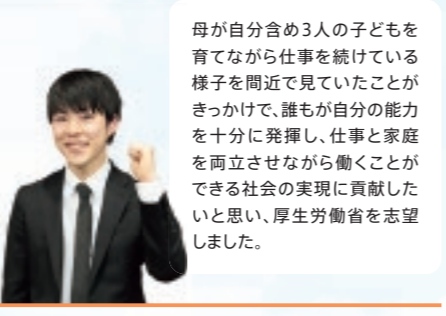 母が自分含め3人の子どもを
育てながら仕事を続けている
様子を間近で見ていたことが
きっかけで、誰もが自分の能力
を十分に発揮し、仕事と家庭
を両立させながら働くことが
できる社会の実現に貢献した
いと思い、厚生労働省を志望
しました。